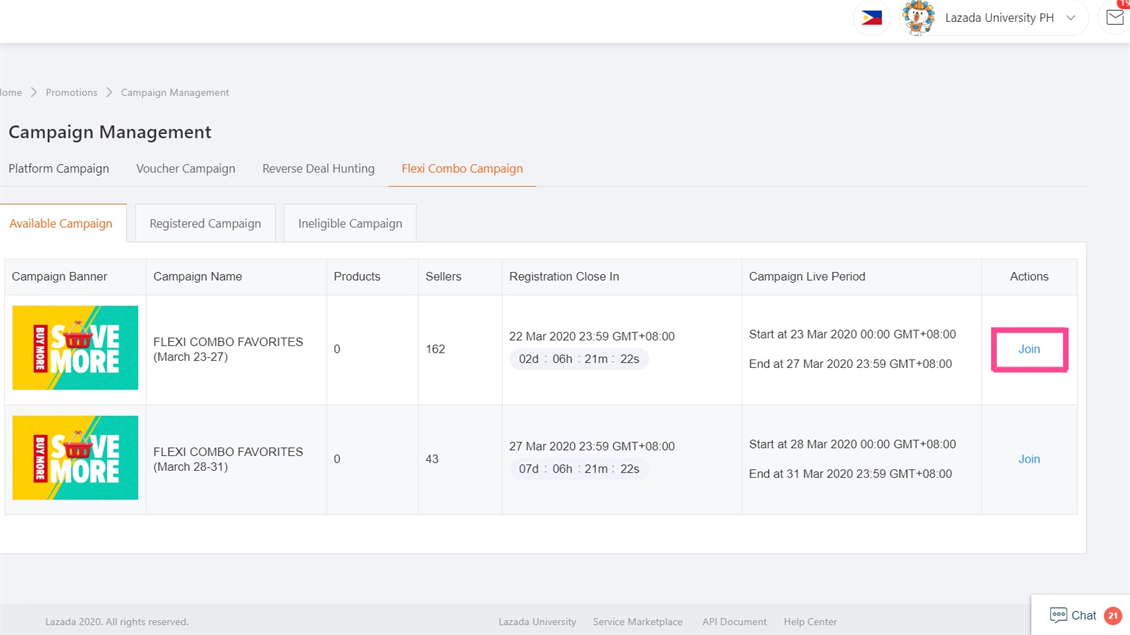 Lazada University PH
19
Home > Promotions > Campaign Management
Campaign Management
Platform Campaign Voucher Campaign Reverse Deal Hunting Flexi Combo Campaign
Available Campaign Registered Campaign Ineligible Campaign
Campaign Banner Campaign Name Products Sellers Registration Close In Campaign Live Period Actions
BUY MORE
SAVE
MORE
FLEXI COMBO FAVORITES
(March 23-27)
0
162
22 Mar 2020 23:59 GMT+08:00
02d : 06h : 21m : 22s
Start at 23 Mar 2020 00:00 GMT+08:00
End at 27 Mar 2020 23:59 GMT+08:00
Join
BUY MORE
SAVE
MORE
FLEXI COMBO FAVORITES
(March 28-31)
0
43
27 Mar 2020 23:59 GMT+08:00
07d : 06h : 21m : 22s
Start at 28 Mar 2020 00:00 GMT+08:00
End at 31 Mar 2020 23:59 GMT+08:00
Join
Lazada 2020. All rights reserved.
Lazada University Service Marketplace API Document Help Center
Chat 21